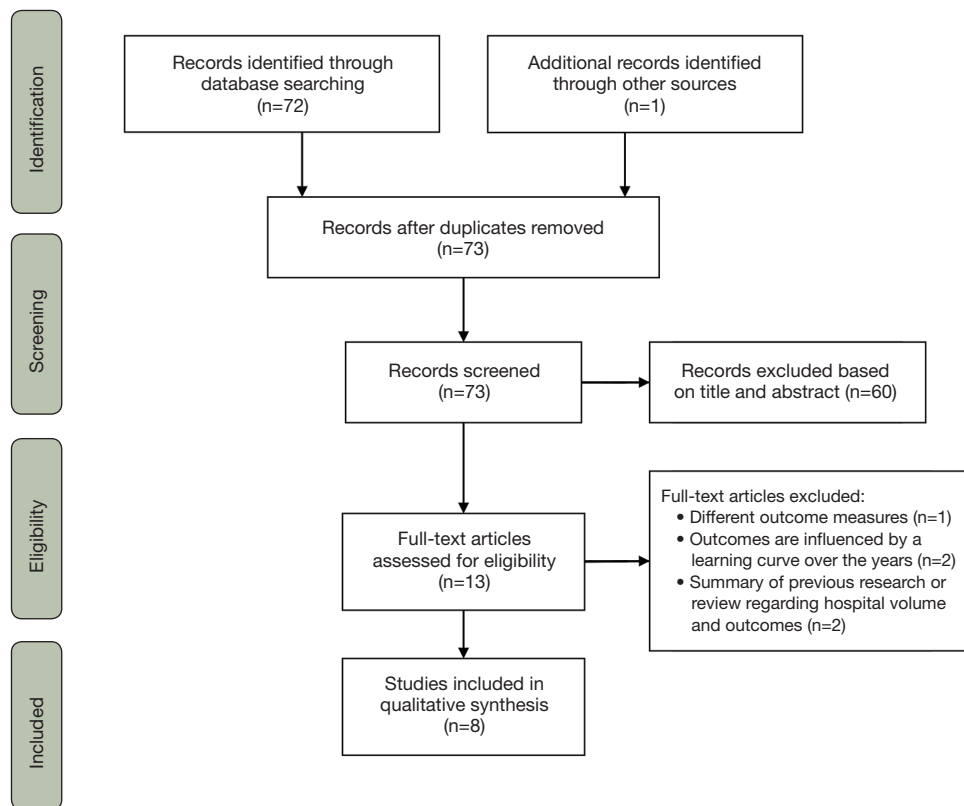 Identification
Records identified through
database searching
(n=72)
Additional records identified
through other sources
(n=1)
Records after duplicates removed
(n=73)
Screening
Records screened
(n=73)
Records excluded based
on title and abstract (n=60)
Eligibility
Full-text articles
assessed for eligibility
(n=13)
Full-text articles excluded:
• Different outcome measures (n=1)
• Outcomes are influenced by a
learning curve over the years (n=2)
• Summary of previous research or
review regarding hospital volume
and outcomes (n=2)
Included
Studies included in
qualitative synthesis
(n=8)